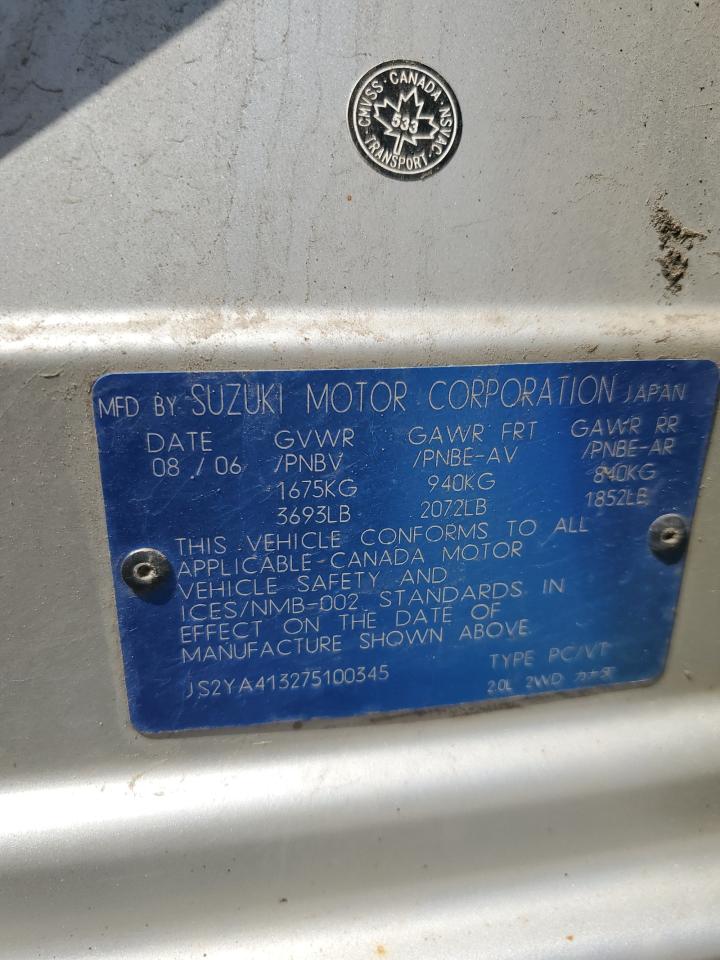 CMVSS · CANADA · NSVAC
533
TRANSPORT
MFD BY SUZUKI MOTOR CORPORATION JAPAN
DATE GVWR GAWR FRT GAWR RR
08 / 06 /PNBV /PNBE-AV /PNBE-AR
1675KG 940KG 840KG
3693LB 2072LB 1852LB
THIS VEHICLE CONFORMS TO ALL
APPLICABLE CANADA MOTOR
VEHICLE SAFETY AND
ICES/NMB-002 STANDARDS IN
EFFECT ON THE DATE OF
MANUFACTURE SHOWN ABOVE.
JS2YA413275100345 TYPE PC/VT
2.0L 2WD カナダ